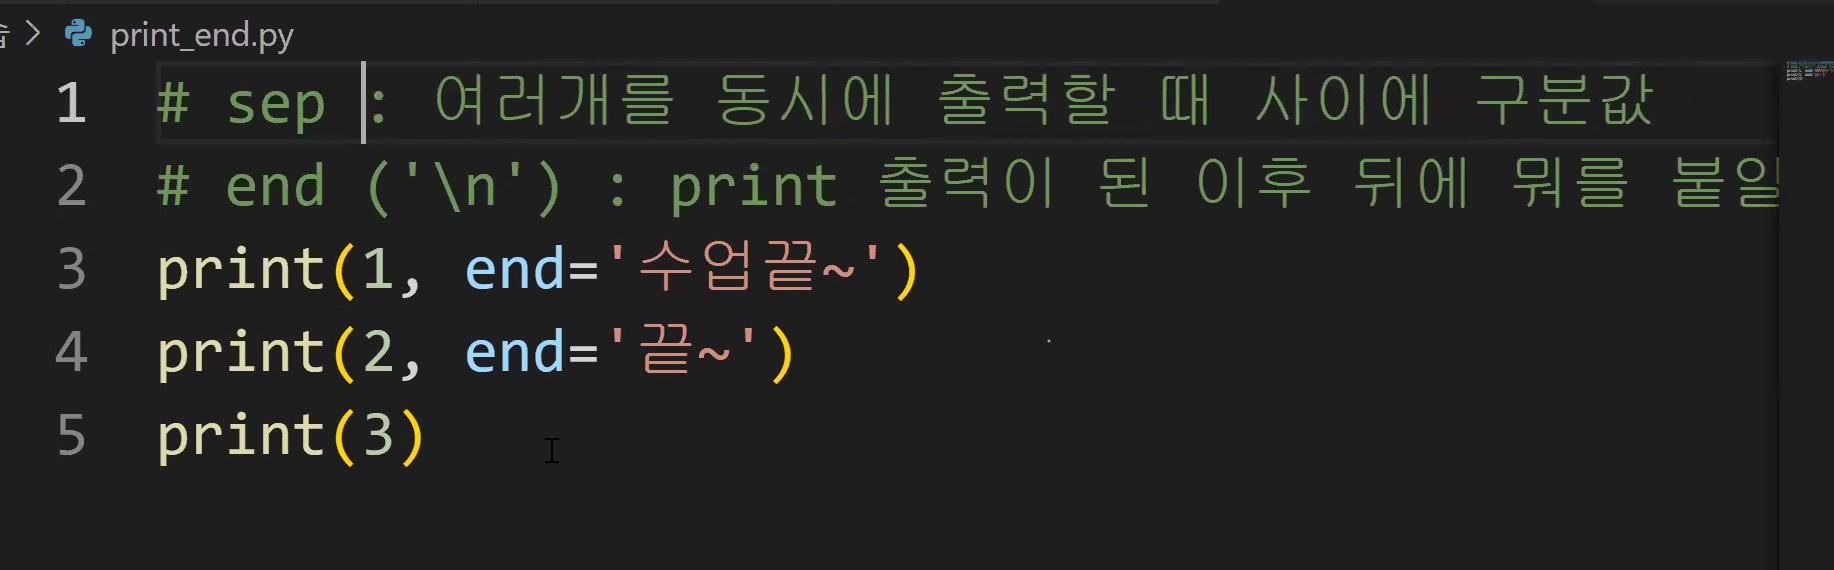 > print_end.py
1 # sep : 여러개를 동시에 출력할 때 사이에 구분값
2 # end ('\n') : print 출력이 된 이후 뒤에 뭐를 붙일
3 print(1, end='수업끝~')
4 print(2, end='끝~')
5 print(3)